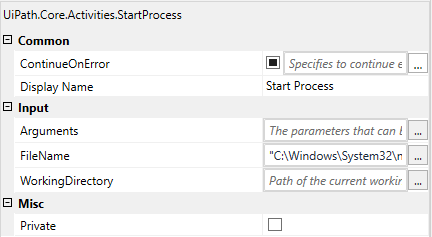 UiPath.Core.Activities.StartProcess
Common
ContinueOnError Specifies to continue e ...
Display Name Start Process
Input
Arguments The parameters that can b ...
FileName "C:\Windows\System32\n ...
WorkingDirectory Path of the current workin ...
Misc
Private